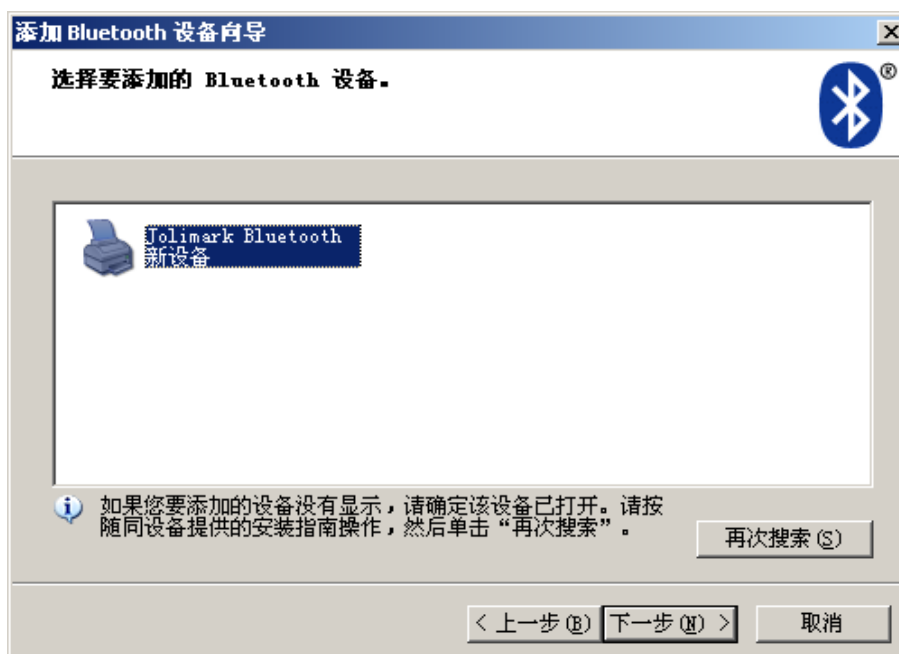 添加 Bluetooth 设备向导
选择要添加的 Bluetooth 设备。
®
Jolimark Bluetooth
新设备
如果您要添加的设备没有显示，请确定该设备已打开。请按
随同设备提供的安装指南操作，然后单击“再次搜索”。
再次搜索(S)
< 上一步(B) 下一步(N) > 取消